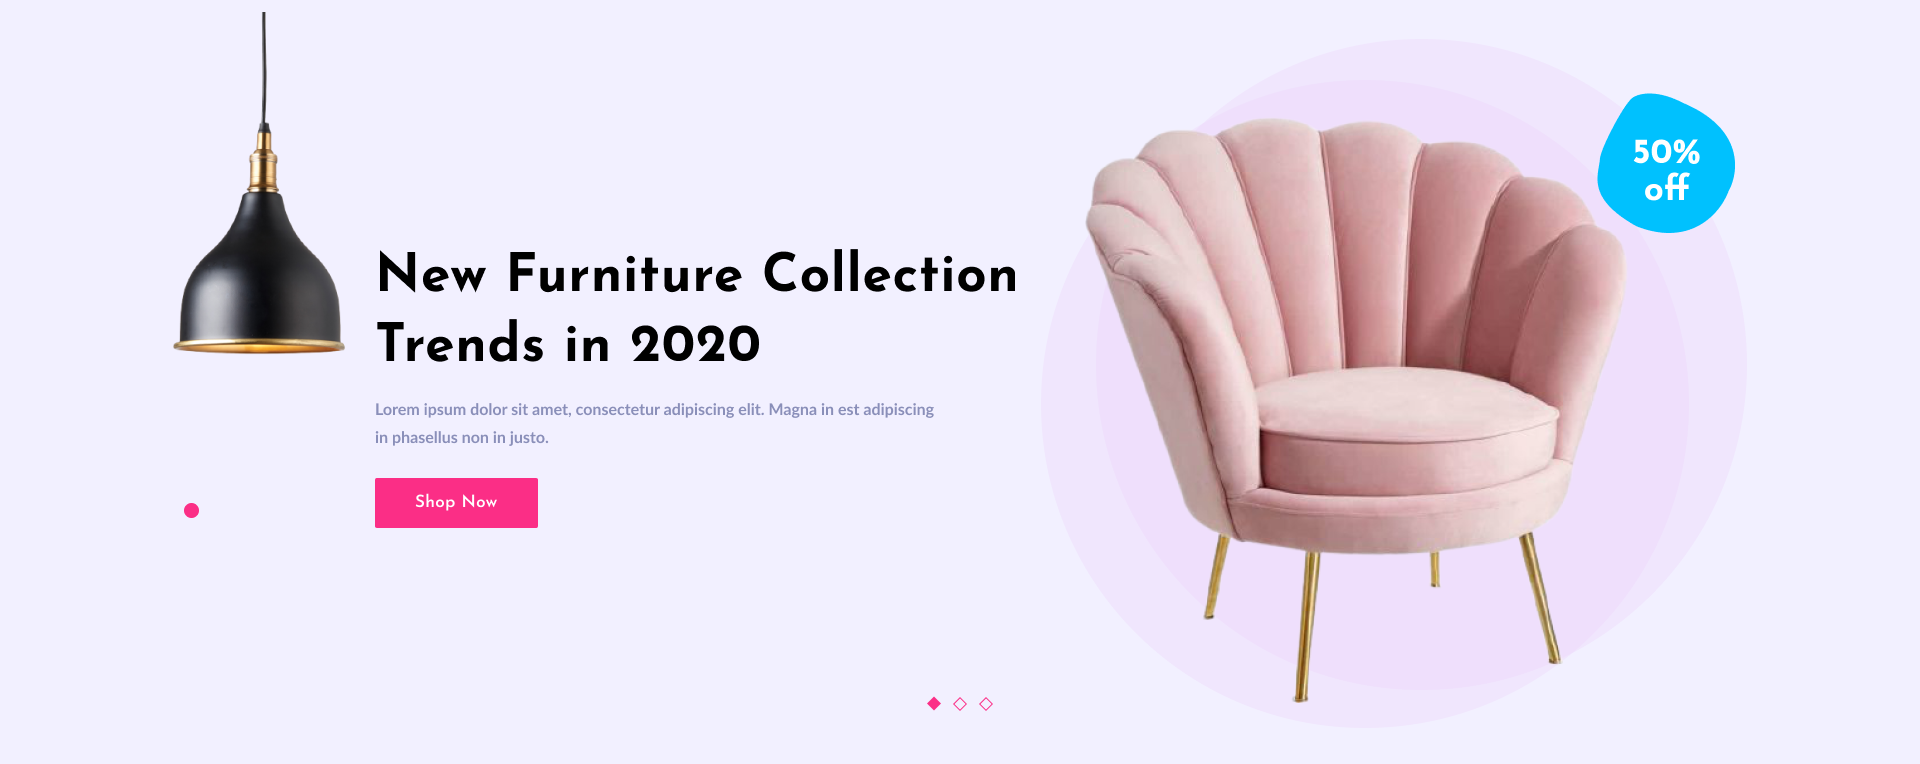 New Furniture Collection
Trends in 2020
Lorem ipsum dolor sit amet, consectetur adipiscing elit. Magna in est adipiscing
in phasellus non in justo.
Shop Now
50%
off